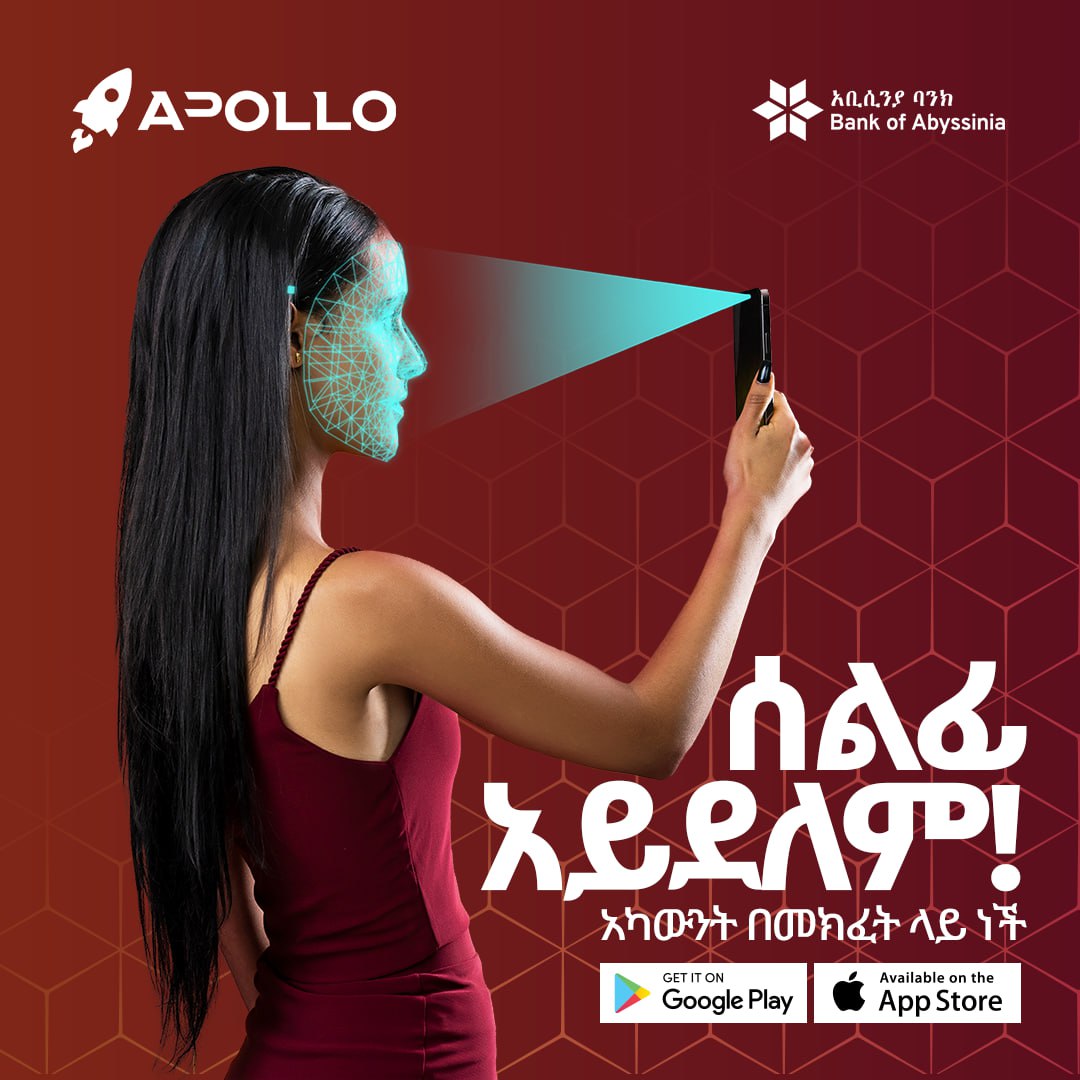 APOLLO
አቢሲንያ ባንክ
Bank of Abyssinia
ሰልፊ
አይደለም!
አካውንት በመክፈት ላይ ነች
GET IT ON
Google Play
Available on the
App Store